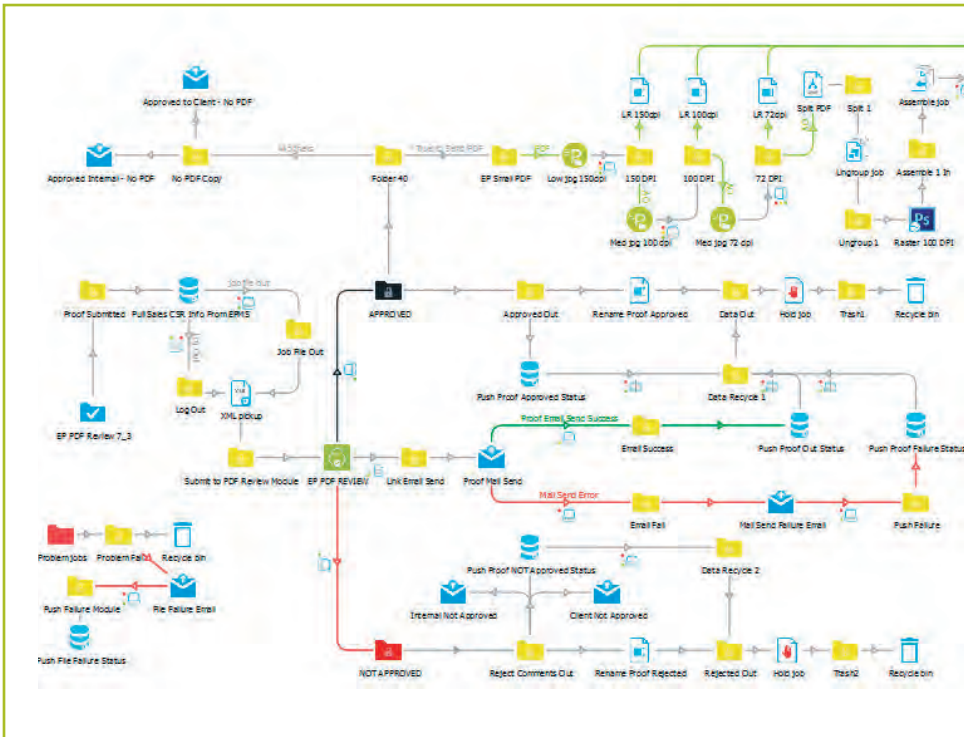 Approved to Client - No PDF
LR 150dpi
LR 100dpi
LR 72dpi
Split PDF
Split 1
Assemble Job
Approved Internal - No PDF
No PDF Copy
Folder 40
EP Small PDF
PDF
Low jpg 150dpi
150 DPI
100 DPI
72 DPI
Ungroup Job
Assemble 1 In
Med jpg 100 dpi
Med jpg 72 dpi
Ungroup 1
Ps
Raster 100 DPI
Job File Out
Proof Submitted
Pull Sales CSR Info From EPMS
Job File Out
APPROVED
Approved Out
Rename Proof Approved
Data Out
Hold Job
Trash1
Recycle bin
Log Out
Log Out
XML
XML pickup
EP PDF Review 7_3
Push Proof Approved Status
Data Recycle 1
Proof Email Send Success
Email Success
Push Proof Out Status
Push Proof Failure Status
Submit to PDF Review Module
EP PDF REVIEW
Link Email Send
Proof Mail Send
Mail Send Error
Email Fail
Mail Send Failure Email
Push Failure
Problem Jobs
Recycle bin
Push Proof NOT Approved Status
Data Recycle 2
Push Failure Module
File Failure Email
Internal Not Approved
Client Not Approved
Push File Failure Status
NOT APPROVED
Reject Comments Out
Rename Proof Rejected
Rejected Out
Hold Job
Trash2
Recycle bin